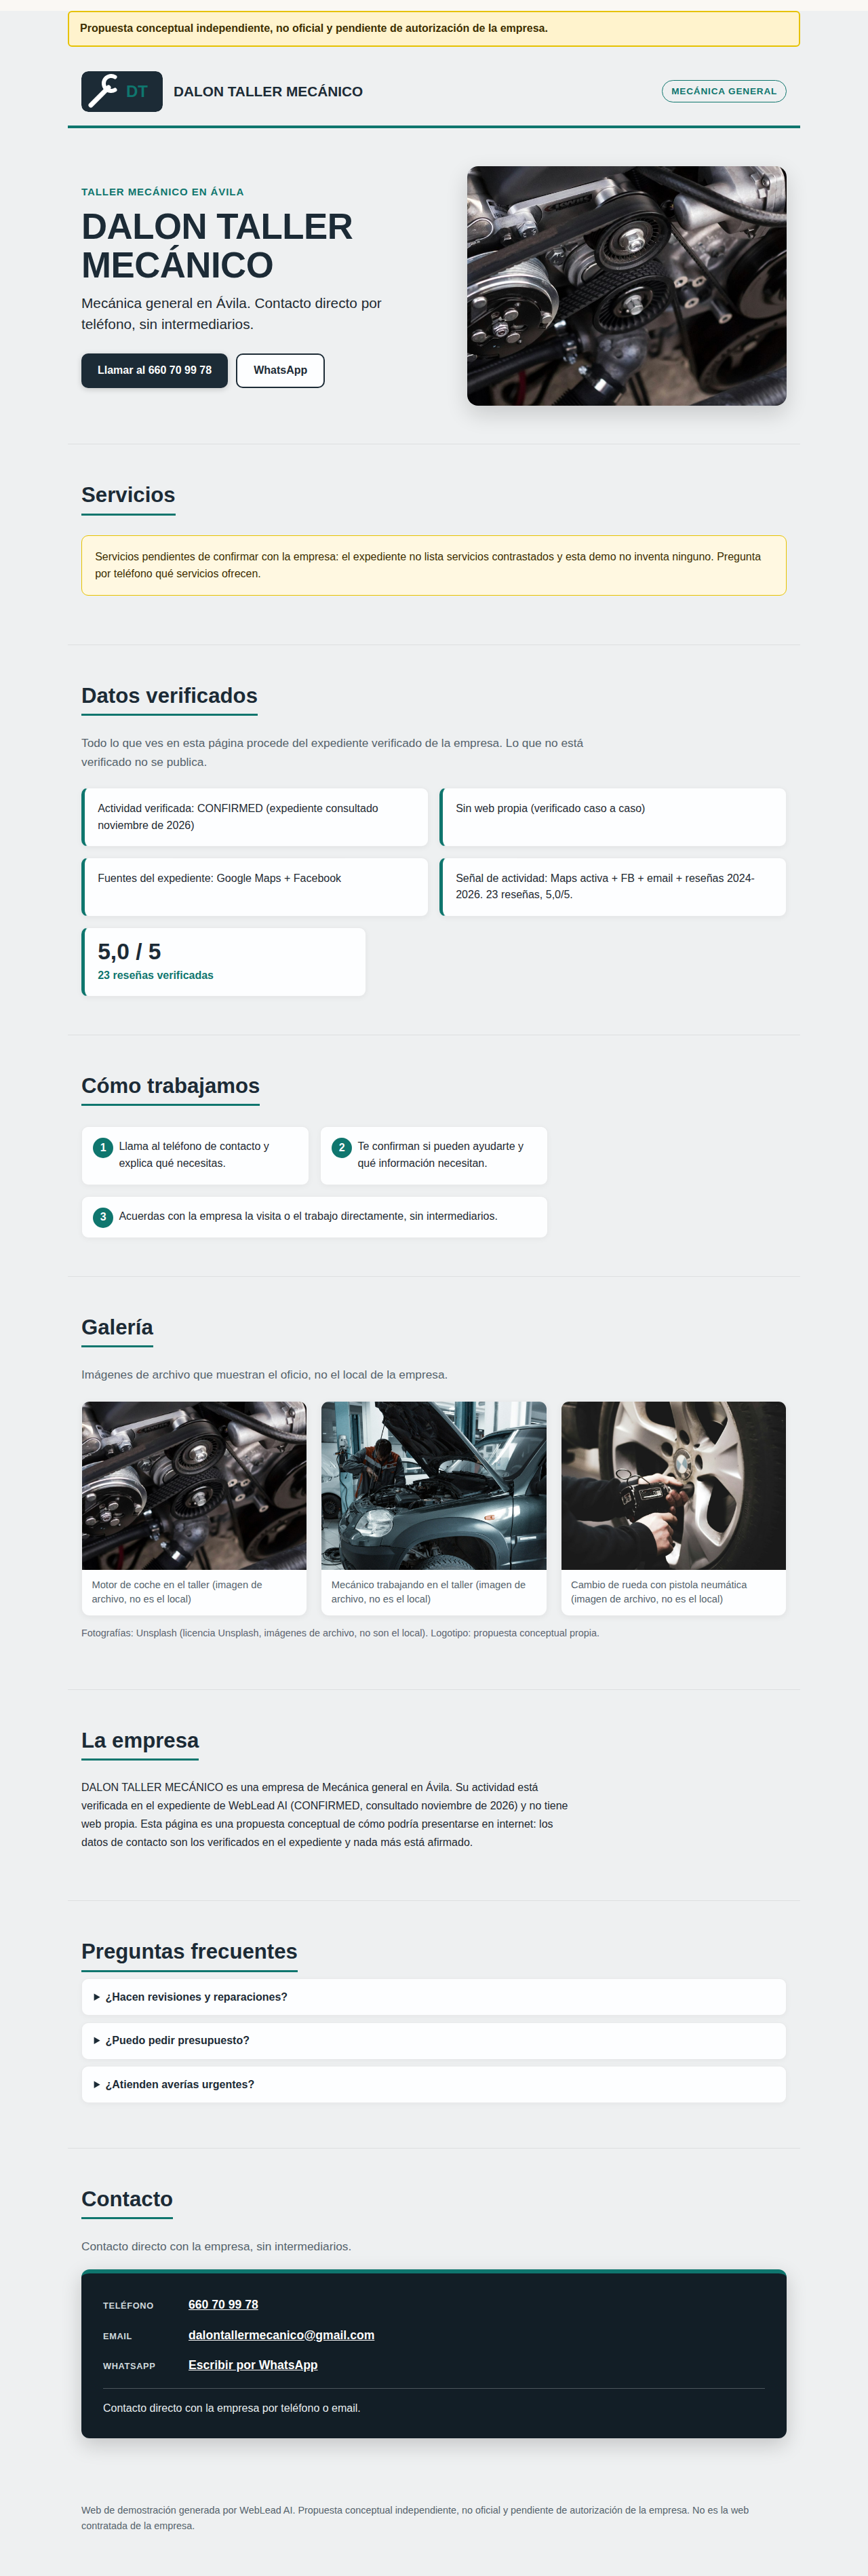 Propuesta conceptual independiente, no oficial y pendiente de autorización de la empresa.
DT
DALON TALLER MECÁNICO
MECÁNICA GENERAL
TALLER MECÁNICO EN ÁVILA
DALON TALLER
MECÁNICO
Mecánica general en Ávila. Contacto directo por
teléfono, sin intermediarios.
Llamar al 660 70 99 78
WhatsApp
Servicios
Servicios pendientes de confirmar con la empresa: el expediente no lista servicios contrastados y esta demo no inventa ninguno. Pregunta
por teléfono qué servicios ofrecen.
Datos verificados
Todo lo que ves en esta página procede del expediente verificado de la empresa. Lo que no está
verificado no se publica.
Actividad verificada: CONFIRMED (expediente consultado
noviembre de 2026)
Sin web propia (verificado caso a caso)
Fuentes del expediente: Google Maps + Facebook
Señal de actividad: Maps activa + FB + email + reseñas 2024-
2026. 23 reseñas, 5,0/5.
5,0 / 5
23 reseñas verificadas
Cómo trabajamos
1 Llama al teléfono de contacto y
explica qué necesitas.
2 Te confirman si pueden ayudarte y
qué información necesitan.
3 Acuerdas con la empresa la visita o el trabajo directamente, sin intermediarios.
Galería
Imágenes de archivo que muestran el oficio, no el local de la empresa.
Motor de coche en el taller (imagen de
archivo, no es el local)
Mecánico trabajando en el taller (imagen de
archivo, no es el local)
Cambio de rueda con pistola neumática
(imagen de archivo, no es el local)
Fotografías: Unsplash (licencia Unsplash, imágenes de archivo, no son el local). Logotipo: propuesta conceptual propia.
La empresa
DALON TALLER MECÁNICO es una empresa de Mecánica general en Ávila. Su actividad está
verificada en el expediente de WebLead AI (CONFIRMED, consultado noviembre de 2026) y no tiene
web propia. Esta página es una propuesta conceptual de cómo podría presentarse en internet: los
datos de contacto son los verificados en el expediente y nada más está afirmado.
Preguntas frecuentes
¿Hacen revisiones y reparaciones?
¿Puedo pedir presupuesto?
¿Atienden averías urgentes?
Contacto
Contacto directo con la empresa, sin intermediarios.
TELÉFONO 660 70 99 78
EMAIL dalontallermecanico@gmail.com
WHATSAPP Escribir por WhatsApp
Contacto directo con la empresa por teléfono o email.
Web de demostración generada por WebLead AI. Propuesta conceptual independiente, no oficial y pendiente de autorización de la empresa. No es la web
contratada de la empresa.